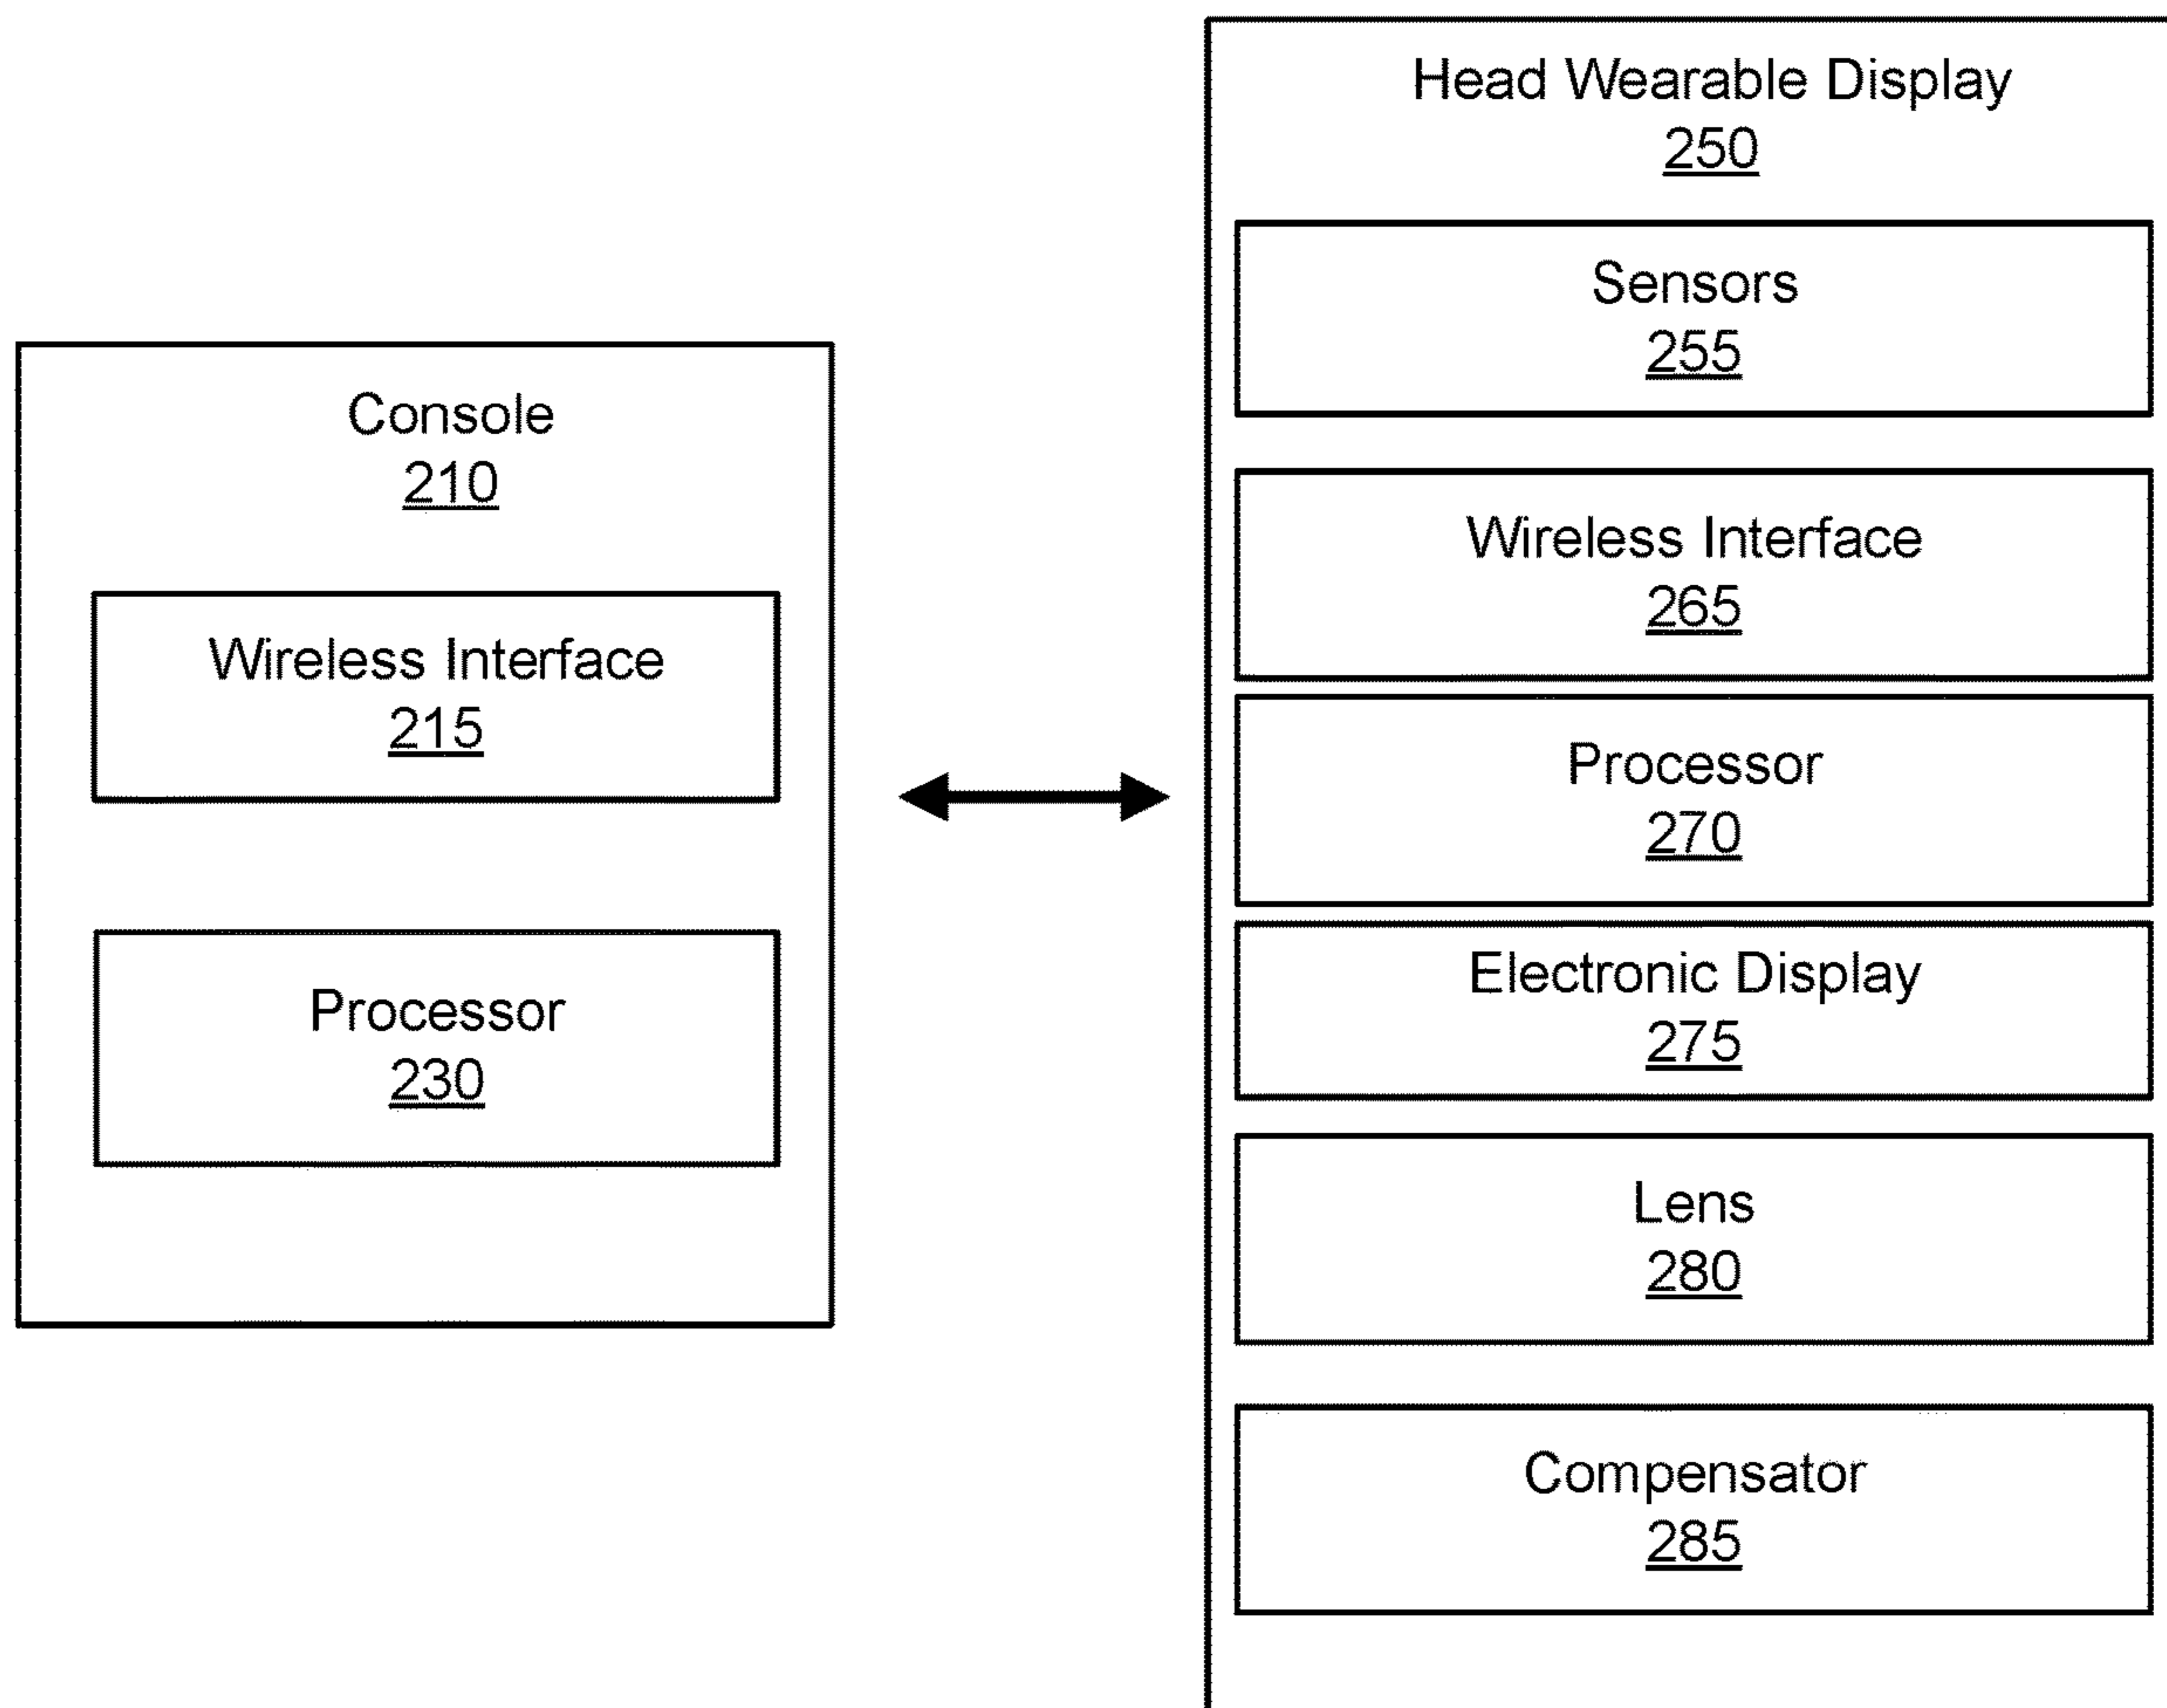 Console
210
Wireless Interface
215
Processor
230
Head Wearable Display
250
Sensors
255
Wireless Interface
265
Processor
270
Electronic Display
275
Lens
280
Compensator
285